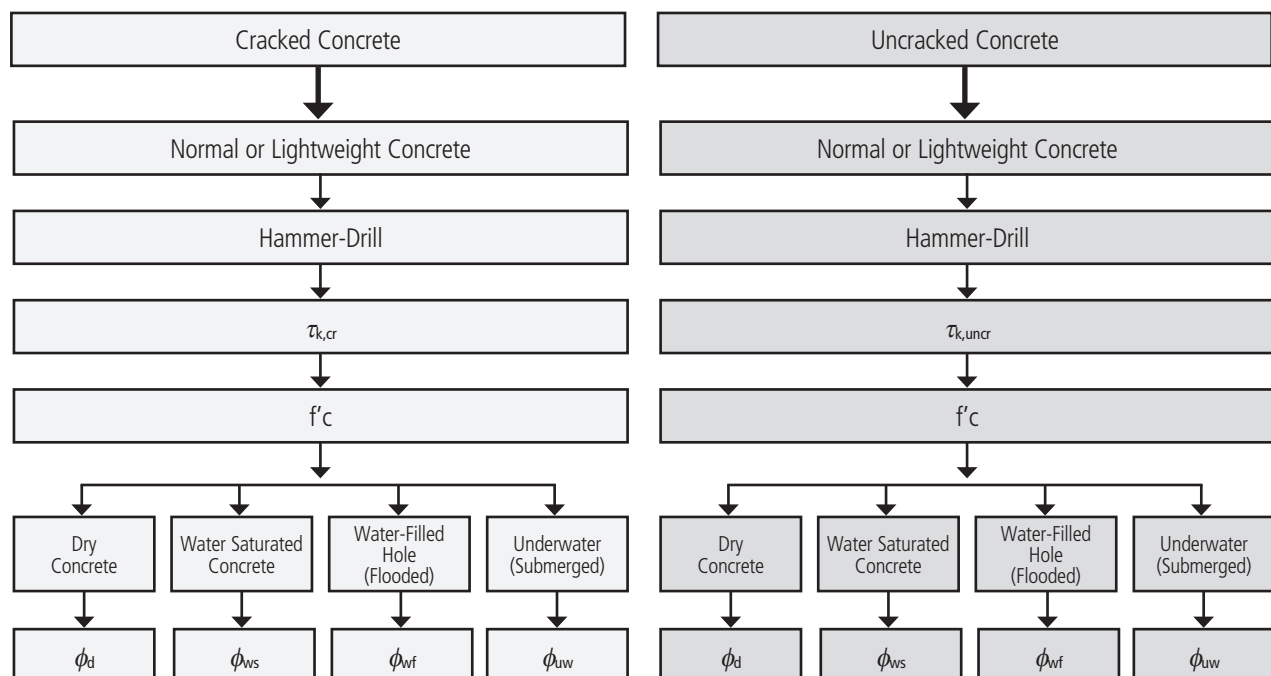 Cracked Concrete
Normal or Lightweight Concrete
Hammer-Drill
τk,cr
f’c
Dry
Concrete
Water Saturated
Concrete
Water-Filled
Hole
(Flooded)
Underwater
(Submerged)
ϕd
ϕws
ϕwf
ϕuw
Uncracked Concrete
Normal or Lightweight Concrete
Hammer-Drill
τk,uncr
f’c
Dry
Concrete
Water Saturated
Concrete
Water-Filled
Hole
(Flooded)
Underwater
(Submerged)
ϕd
ϕws
ϕwf
ϕuw